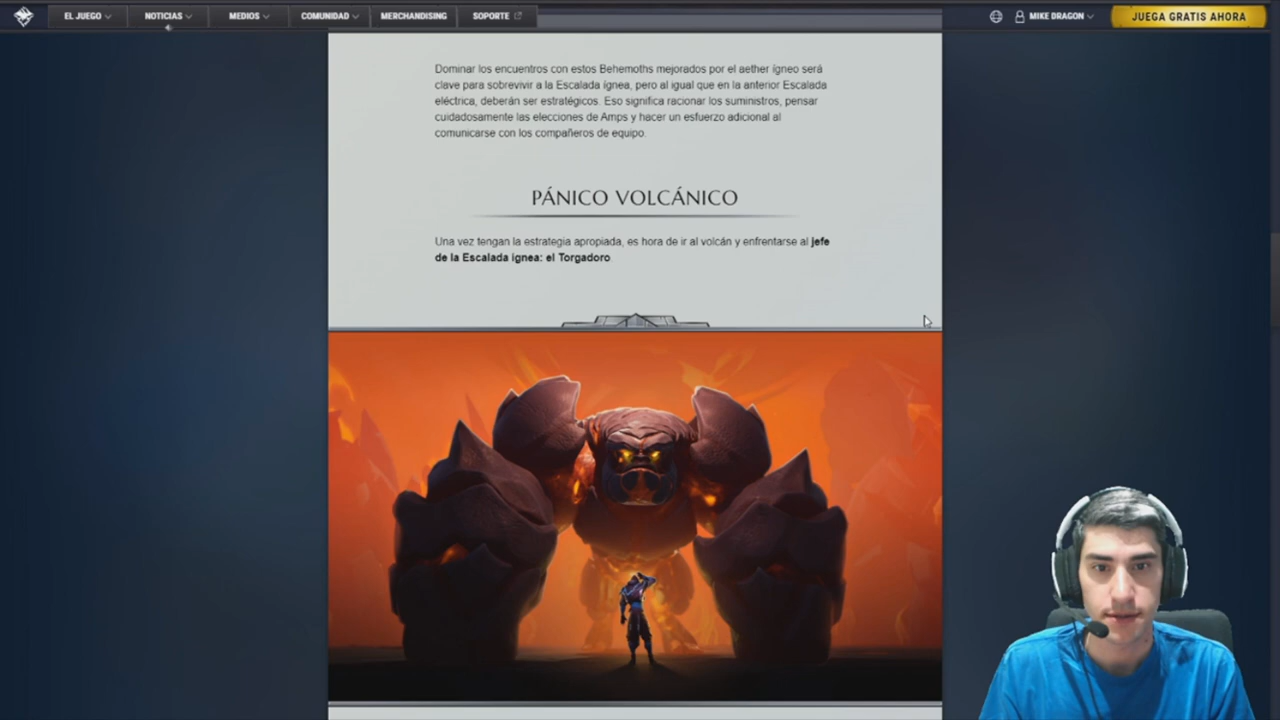 EL JUEGO NOTICIAS MEDIOS COMUNIDAD MERCHANDISING SOPORTE MIKE DRAGON JUEGA GRATIS AHORA
Dominar los encuentros con estos Behemoths mejorados por el aether ígneo será
clave para sobrevivir a la Escalada ígnea, pero al igual que en la anterior Escalada
eléctrica, deberán ser estratégicos. Eso significa racionar los suministros, pensar
cuidadosamente las elecciones de Amps y hacer un esfuerzo adicional al
comunicarse con los compañeros de equipo.
PÁNICO VOLCÁNICO
Una vez tengan la estrategia apropiada, es hora de ir al volcán y enfrentarse al jefe
de la Escalada ígnea: el Torgadoro.